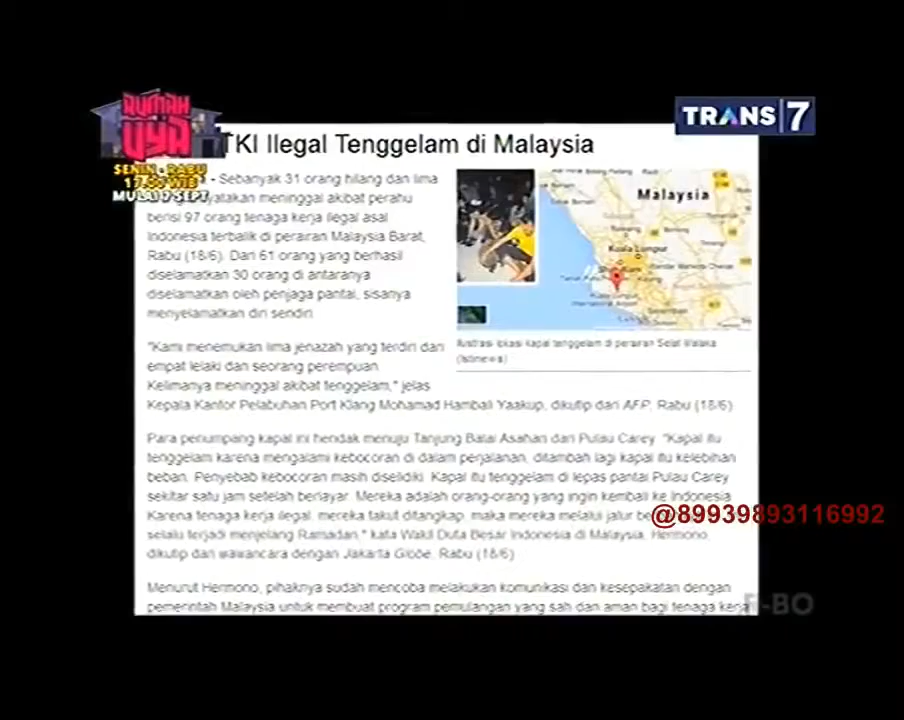 RUMAH
UYA
SENIN - RABU
17.00 WIB
MULAI 7 SEPT
TRANS 7
TKI Ilegal Tenggelam di Malaysia
- Sebanyak 31 orang hilang dan lima
meninggal akibat perahu
berisi 97 orang tenaga kerja ilegal asal
Indonesia terbalik di perairan Malaysia Barat,
Rabu (18/6). Dari 61 orang yang berhasil
diselamatkan 30 orang di antaranya
diselamatkan oleh penjaga pantai, sisanya
menyelamatkan diri sendiri.
Malaysia
Kuala Lumpur
Ilustrasi lokasi kapal tenggelam di perairan Selat Malaka
(Istimewa)
"Kami menemukan lima jenazah yang terdiri dari
empat lelaki dan seorang perempuan.
Kelimanya meninggal akibat tenggelam," jelas
Kepala Kantor Pelabuhan Port Klang Mohamad Hambali Yaakup, dikutip dari AFP, Rabu (18/6)
Para penumpang kapal ini hendak menuju Tanjung Balai Asahan dari Pulau Carey. "Kapal itu
tenggelam karena mengalami kebocoran di dalam perjalanan, ditambah lagi kapal itu kelebihan
beban. Penyebab kebocoran masih diselidiki. Kapal itu tenggelam di lepas pantai Pulau Carey
sekitar satu jam setelah berlayar. Mereka adalah orang-orang yang ingin kembali ke Indonesia.
Karena tenaga kerja ilegal, mereka takut ditangkap, maka mereka melalui jalur
selalu terjadi menjelang Ramadan," kata Wakil Duta Besar Indonesia di Malaysia, Hermono,
dikutip dari wawancara dengan Jakarta Globe, Rabu (18/6)
@89939893116992
Menurut Hermono, pihaknya sudah mencoba melakukan komunikasi dan kesepakatan dengan
pemerintah Malaysia untuk membuat program pemulangan yang sah dan aman bagi tenaga kerja
R-BO